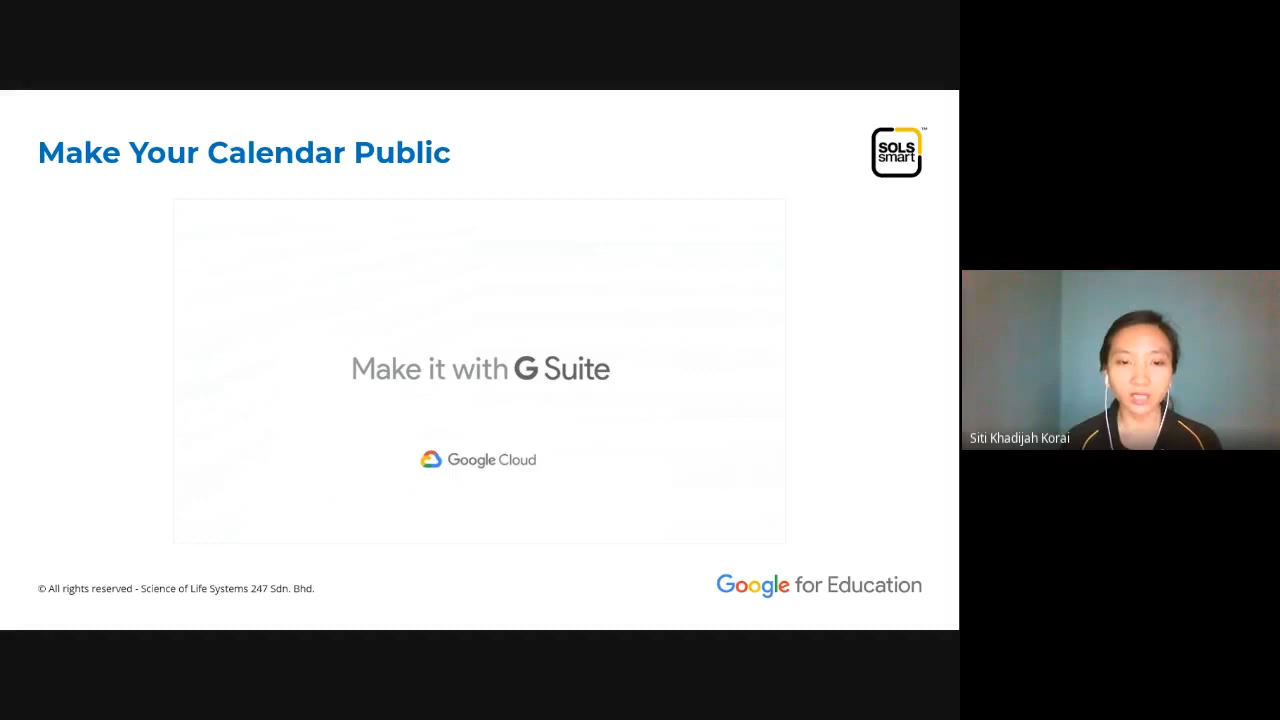 Make Your Calendar Public
SOLS
smart
™
Make it with G Suite
Google Cloud
Siti Khadijah Korai
© All rights reserved - Science of Life Systems 247 Sdn. Bhd.
Google for Education